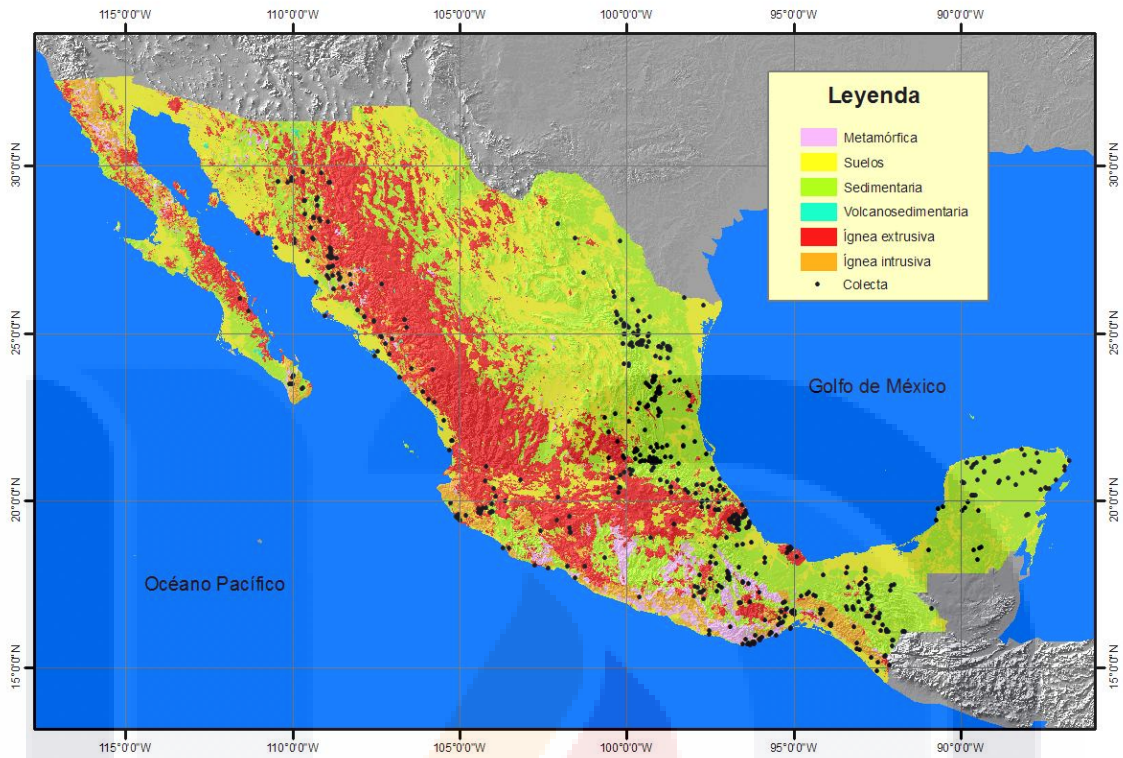 115°0'0"W 110°0'0"W 105°0'0"W 100°0'0"W 95°0'0"W 90°0'0"W
Leyenda
Metamórfica
Suelos
Sedimentaria
Volcanosedimentaria
Ígnea extrusiva
Ígnea intrusiva
Colecta
30°0'0"N 30°0'0"N
25°0'0"N 25°0'0"N
Golfo de México
20°0'0"N 20°0'0"N
Océano Pacífico
15°0'0"N 15°0'0"N
115°0'0"W 110°0'0"W 105°0'0"W 100°0'0"W 95°0'0"W 90°0'0"W